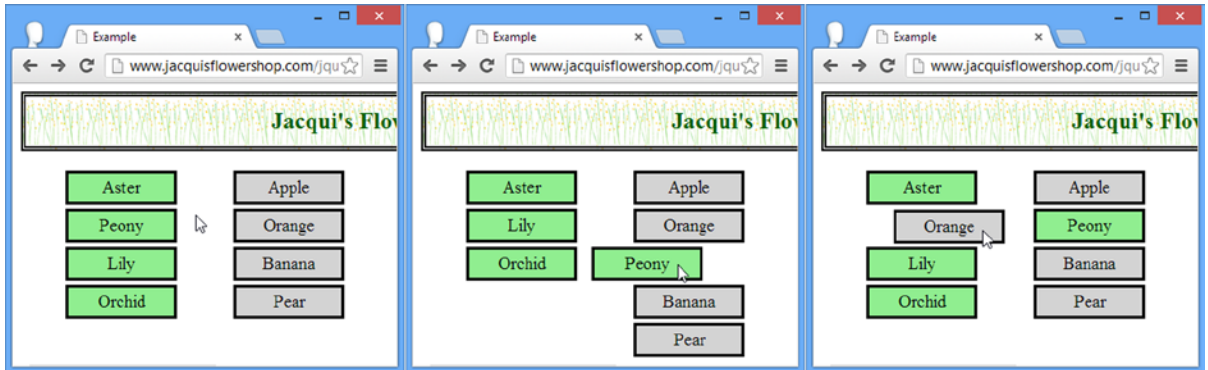 Example
www.jacquisflowershop.com/jqu
Jacqui's Flov
Aster Apple
Peony Orange
Lily Banana
Orchid Pear
Example
www.jacquisflowershop.com/jqu
Jacqui's Flov
Aster Apple
Lily Orange
Orchid Peony
Banana
Pear
Example
www.jacquisflowershop.com/jqu
Jacqui's Flov
Aster Apple
Orange Peony
Lily Banana
Orchid Pear